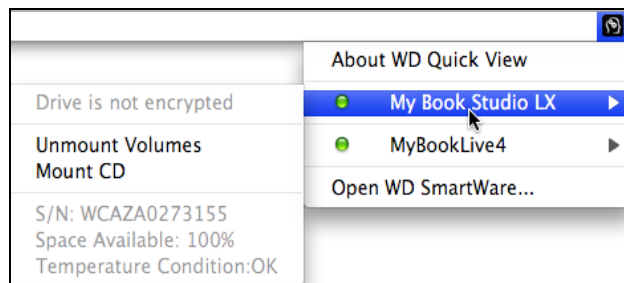 About WD Quick View
My Book Studio LX
MyBookLive4
Open WD SmartWare...
Drive is not encrypted
Unmount Volumes
Mount CD
S/N: WCAZA0273155
Space Available: 100%
Temperature Condition:OK